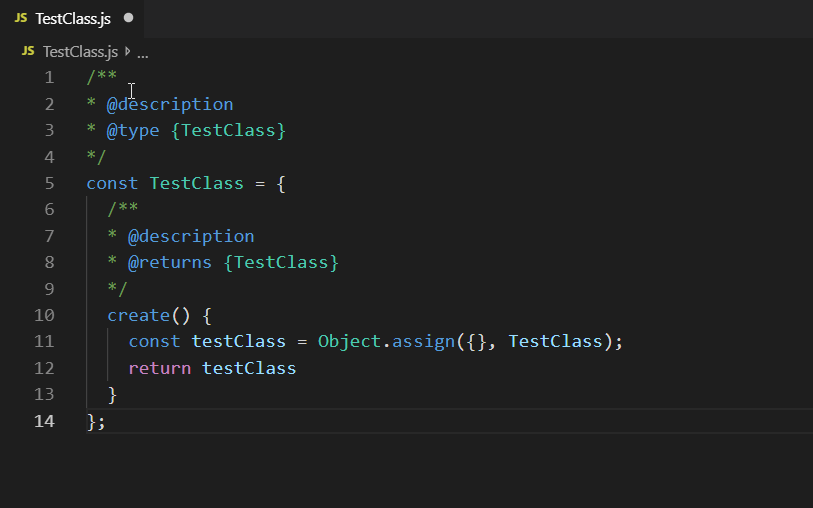 JS TestClass.js ●
JS TestClass.js ...
1 /**
2 * @description
3 * @type {TestClass}
4 */
5 const TestClass = {
6   /**
7   * @description
8   * @returns {TestClass}
9   */
10   create() {
11     const testClass = Object.assign({}, TestClass);
12     return testClass
13   }
14 };